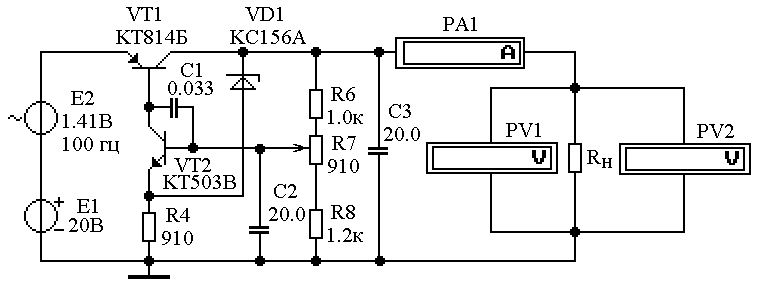 VT1
КТ814Б
VD1
КС156А
PA1
A
C1
0.033
E2
1.41В
100 гц
~
R6
1.0к
C3
20.0
R7
910
PV1
V
RН
PV2
V
VT2
КТ503В
E1
20В
+
−
R4
910
C2
20.0
R8
1.2к